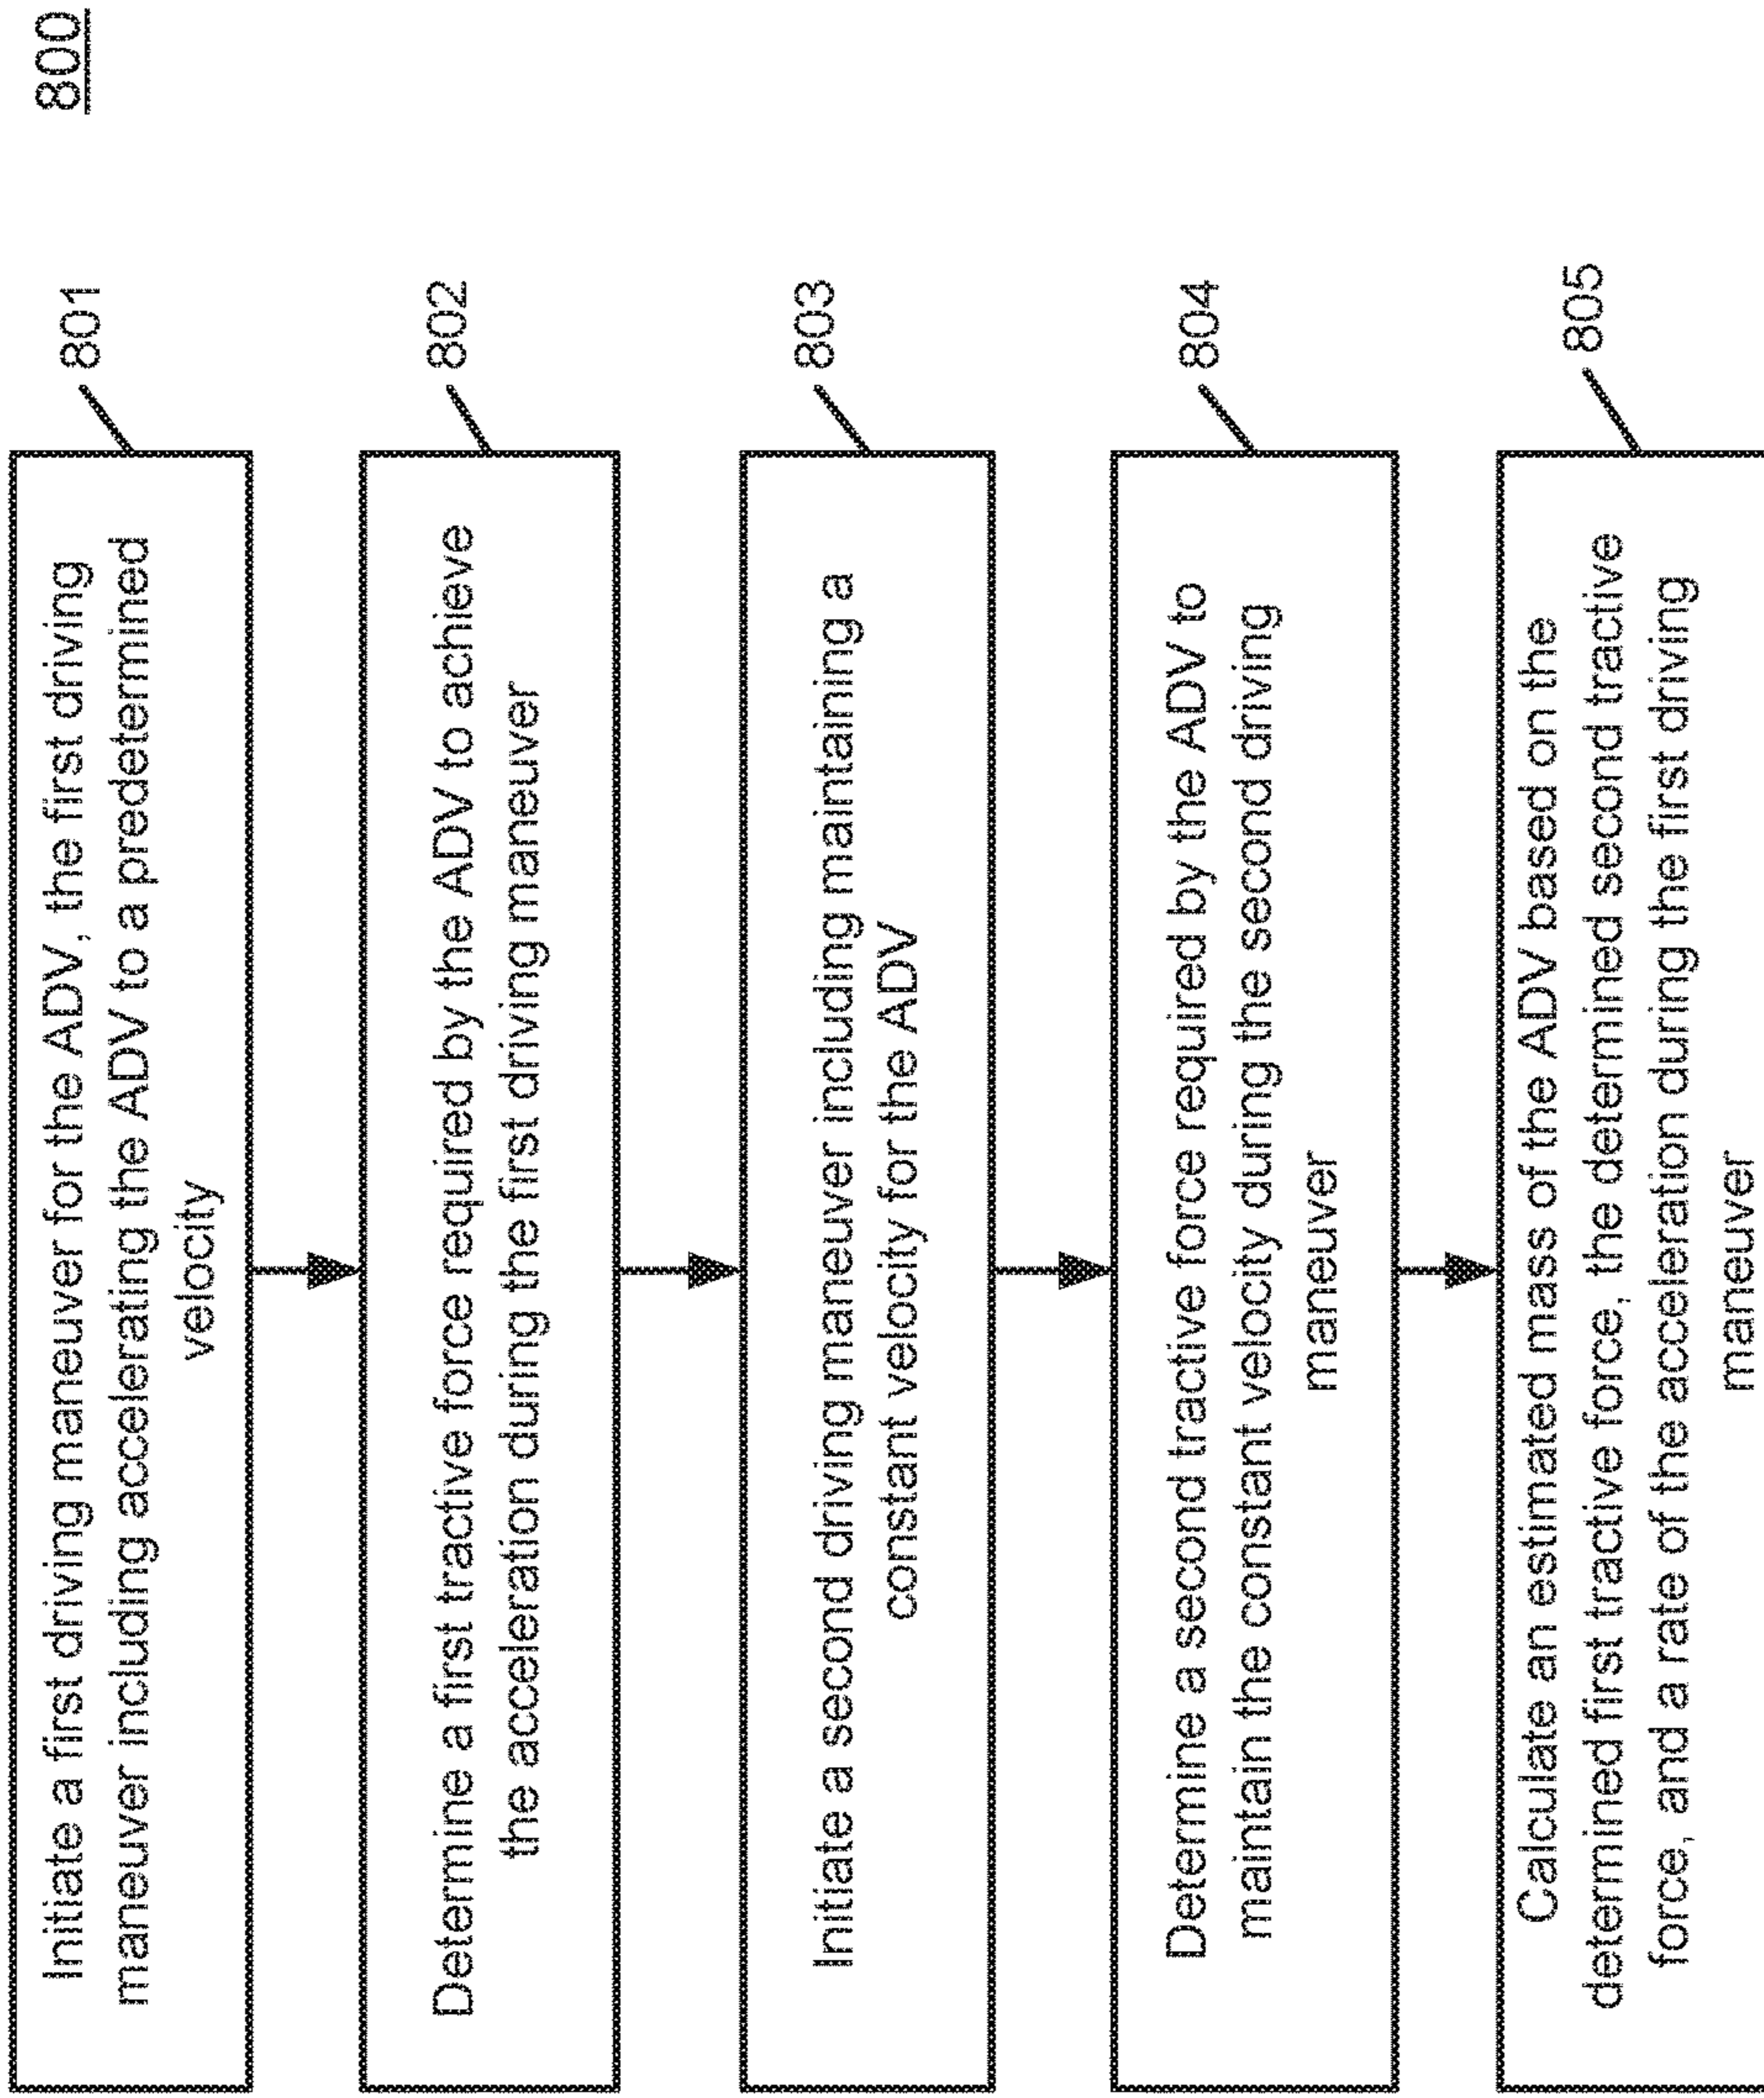 800
Initiate a first driving maneuver for the ADV, the first driving
maneuver including accelerating the ADV to a predetermined
velocity
801
Determine a first tractive force required by the ADV to achieve
the acceleration during the first driving maneuver
802
Initiate a second driving maneuver including maintaining a
constant velocity for the ADV
803
Determine a second tractive force required by the ADV to
maintain the constant velocity during the second driving
maneuver
804
Calculate an estimated mass of the ADV based on the
determined first tractive force, the determined second tractive
force, and a rate of the acceleration during the first driving
maneuver
805